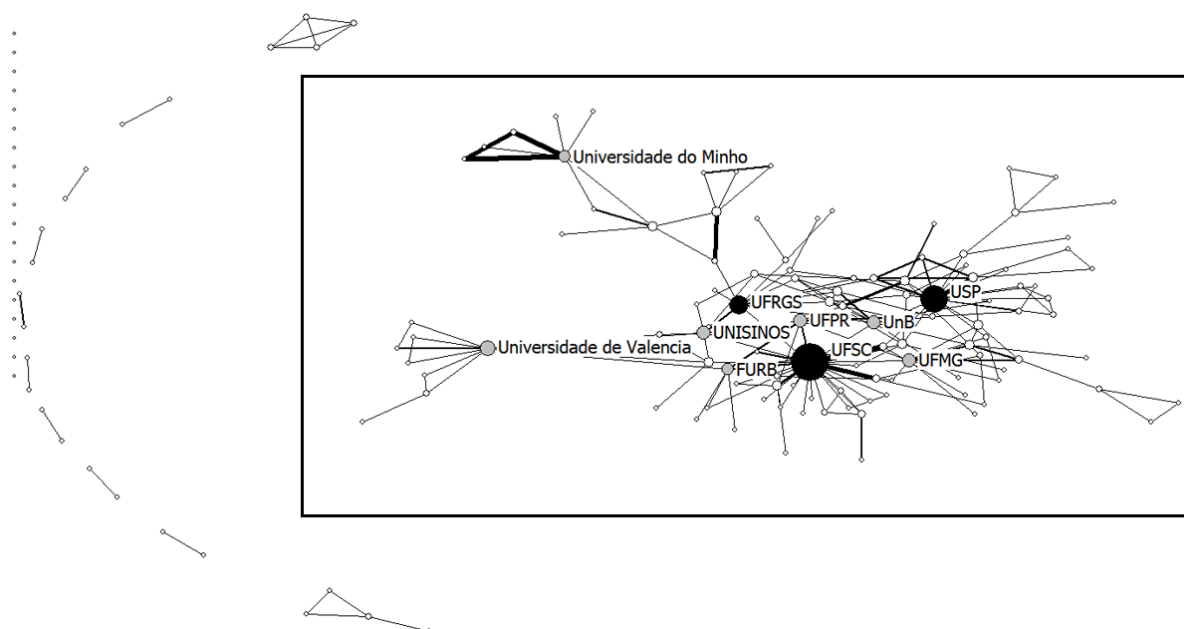 Universidade do Minho
UFRGS
USP
UFPR
UnB
UNISINOS
Universidade de Valencia
UFSC
UFMG
FURB